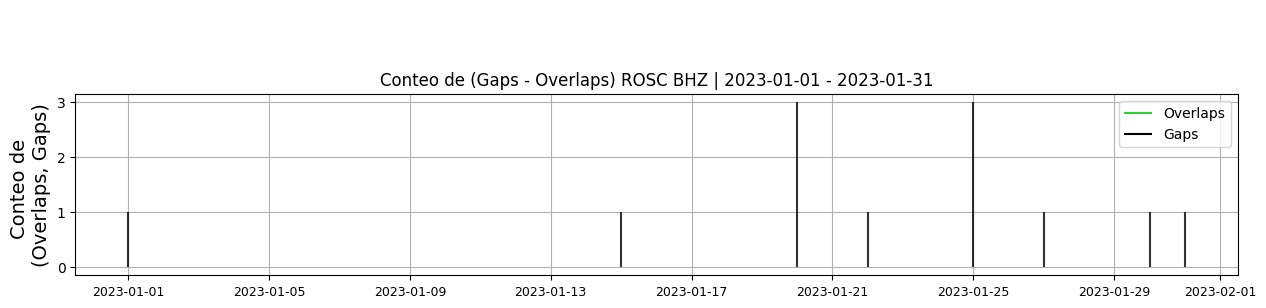 Conteo de (Gaps - Overlaps) ROSC BHZ | 2023-01-01 - 2023-01-31
Conteo de
(Overlaps, Gaps)
3
2
1
0
Overlaps
Gaps
2023-01-01 2023-01-05 2023-01-09 2023-01-13 2023-01-17 2023-01-21 2023-01-25 2023-01-29 2023-02-01